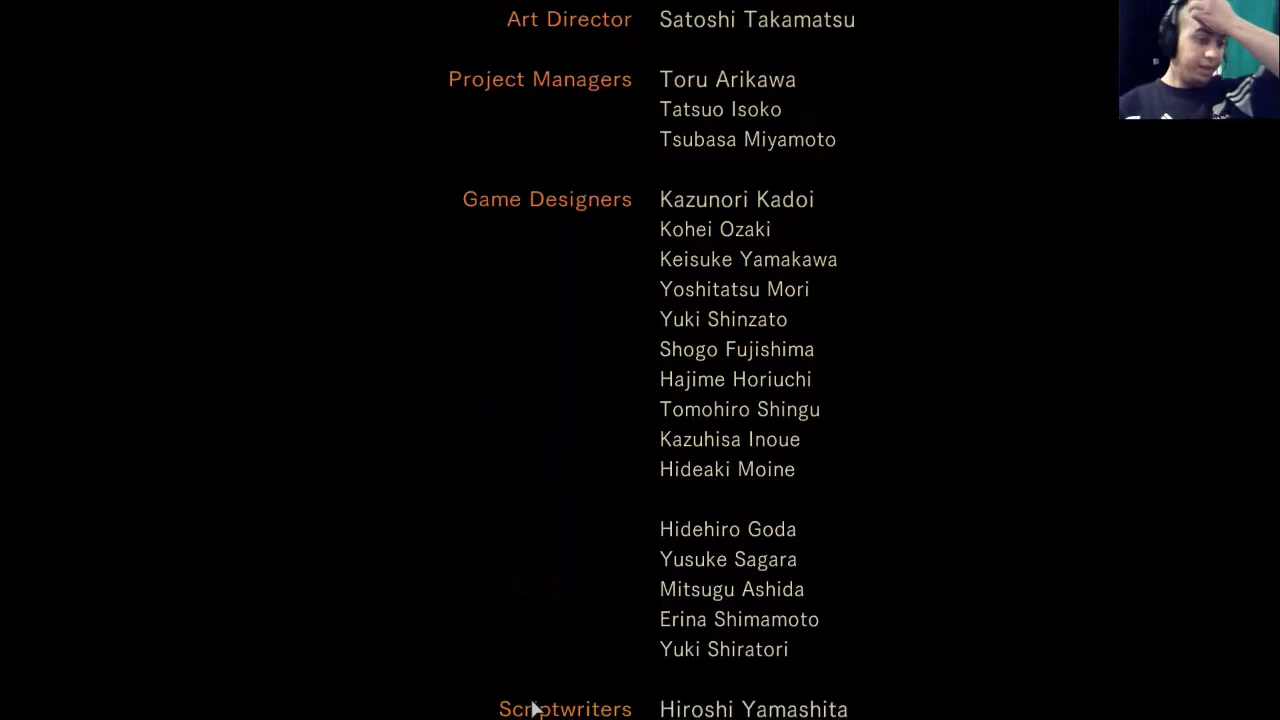 Art Director Satoshi Takamatsu
Project Managers Toru Arikawa
Tatsuo Isoko
Tsubasa Miyamoto
Game Designers Kazunori Kadoi
Kohei Ozaki
Keisuke Yamakawa
Yoshitatsu Mori
Yuki Shinzato
Shogo Fujishima
Hajime Horiuchi
Tomohiro Shingu
Kazuhisa Inoue
Hideaki Moine
Hidehiro Goda
Yusuke Sagara
Mitsugu Ashida
Erina Shimamoto
Yuki Shiratori
Scriptwriters Hiroshi Yamashita